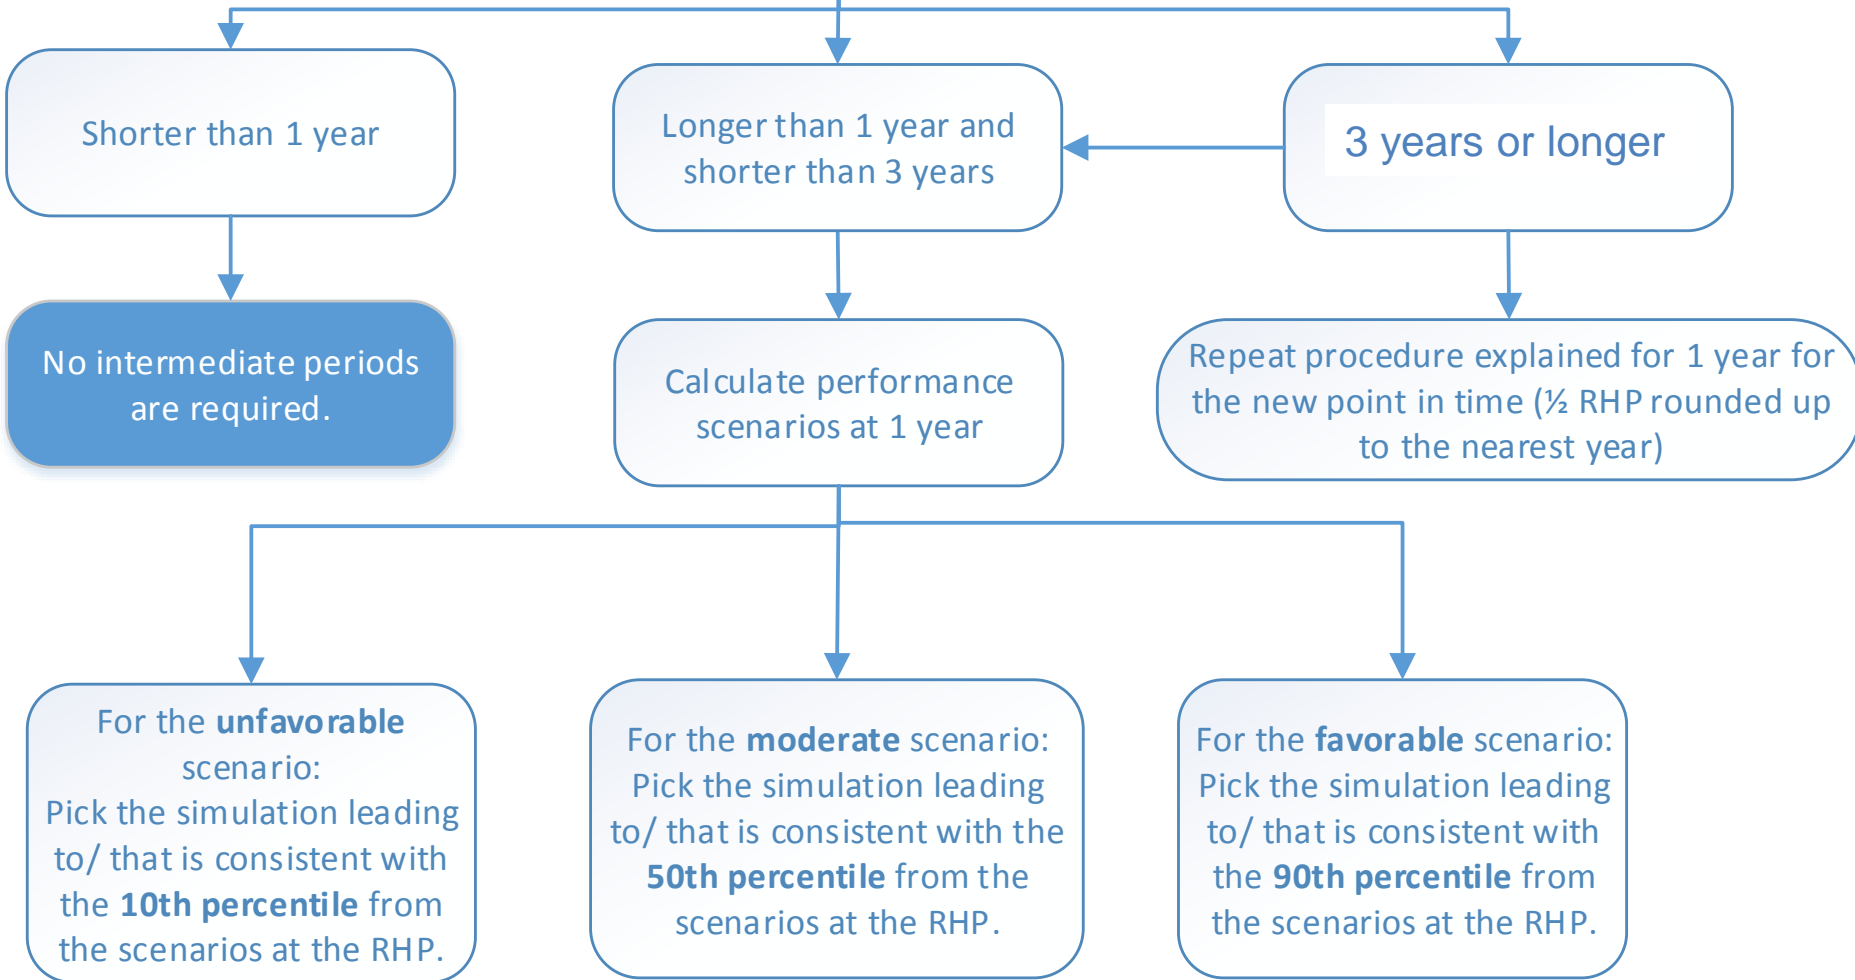 Shorter than 1 year
Longer than 1 year and
shorter than 3 years
3 years or longer
No intermediate periods
are required.
Calculate performance
scenarios at 1 year
Repeat procedure explained for 1 year for
the new point in time (½ RHP rounded up
to the nearest year)
For the unfavorable
scenario:
Pick the simulation leading
to/ that is consistent with
the 10th percentile from
the scenarios at the RHP.
For the moderate scenario:
Pick the simulation leading
to/ that is consistent with the
50th percentile from the
scenarios at the RHP.
For the favorable scenario:
Pick the simulation leading
to/ that is consistent with
the 90th percentile from
the scenarios at the RHP.